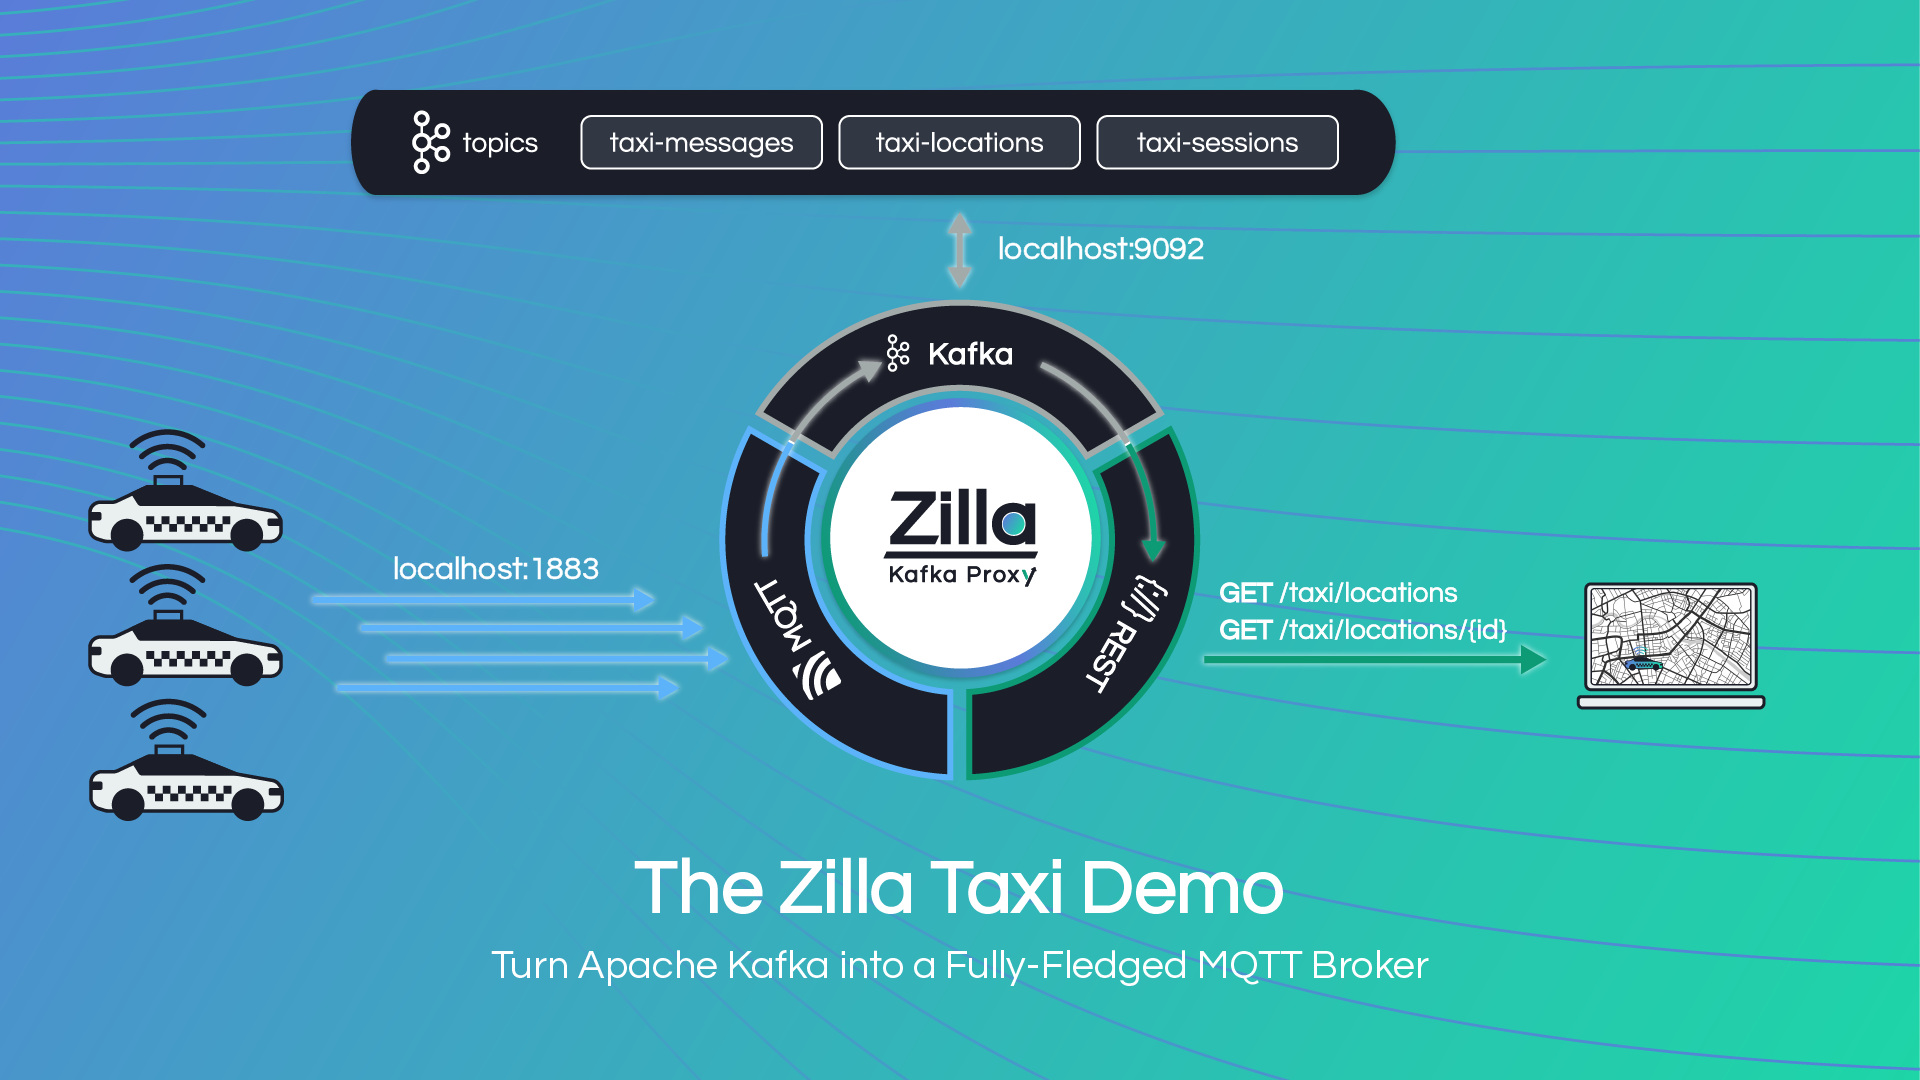 topics taxi-messages taxi-locations taxi-sessions
localhost:9092
Kafka
Zilla
Kafka Proxy
MQTT
{://} REST
localhost:1883
GET /taxi/locations
GET /taxi/locations/{id}
The Zilla Taxi Demo
Turn Apache Kafka into a Fully-Fledged MQTT Broker